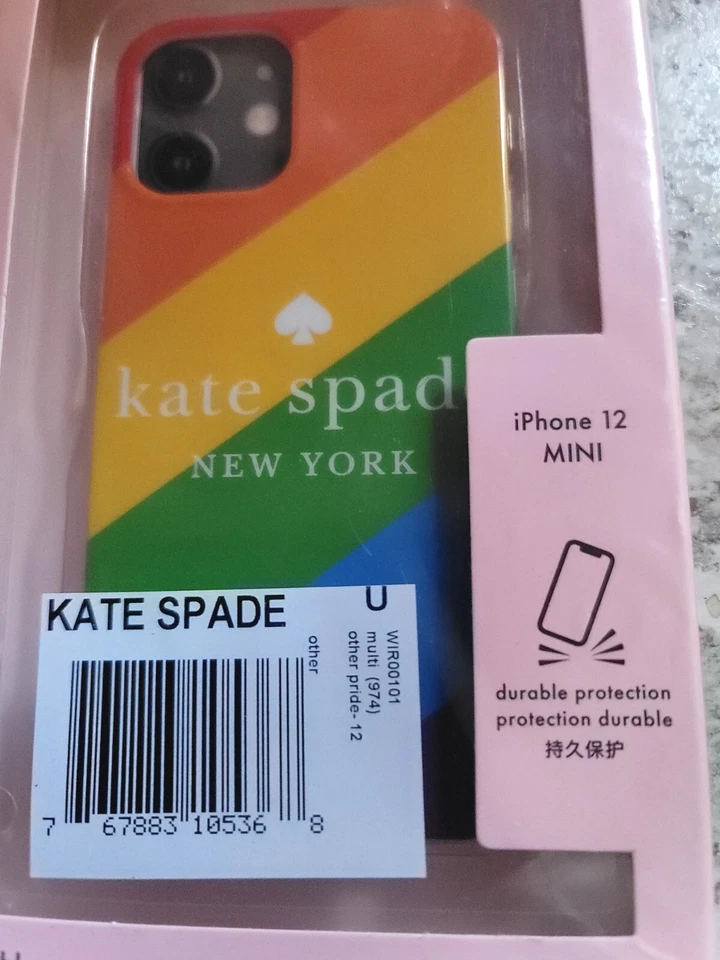 kate spad
NEW YORK
iPhone 12
MINI
durable protection
protection durable
持久保护
KATE SPADE
U
WIR00101
multi (974)
other pride- 12
other
7 67883 10536 8